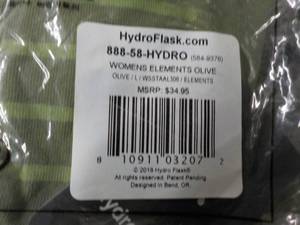 HydroFlask.com
888-58-HYDRO (584-9376)
WOMENS ELEMENTS OLIVE
OLIVE / L / WSSTAAL306 / ELEMENTS
MSRP: $34.95
8 10911 03207 2
© 2018 Hydro Flask®
All rights reserved. Patent Pending
Designed in Bend, OR.